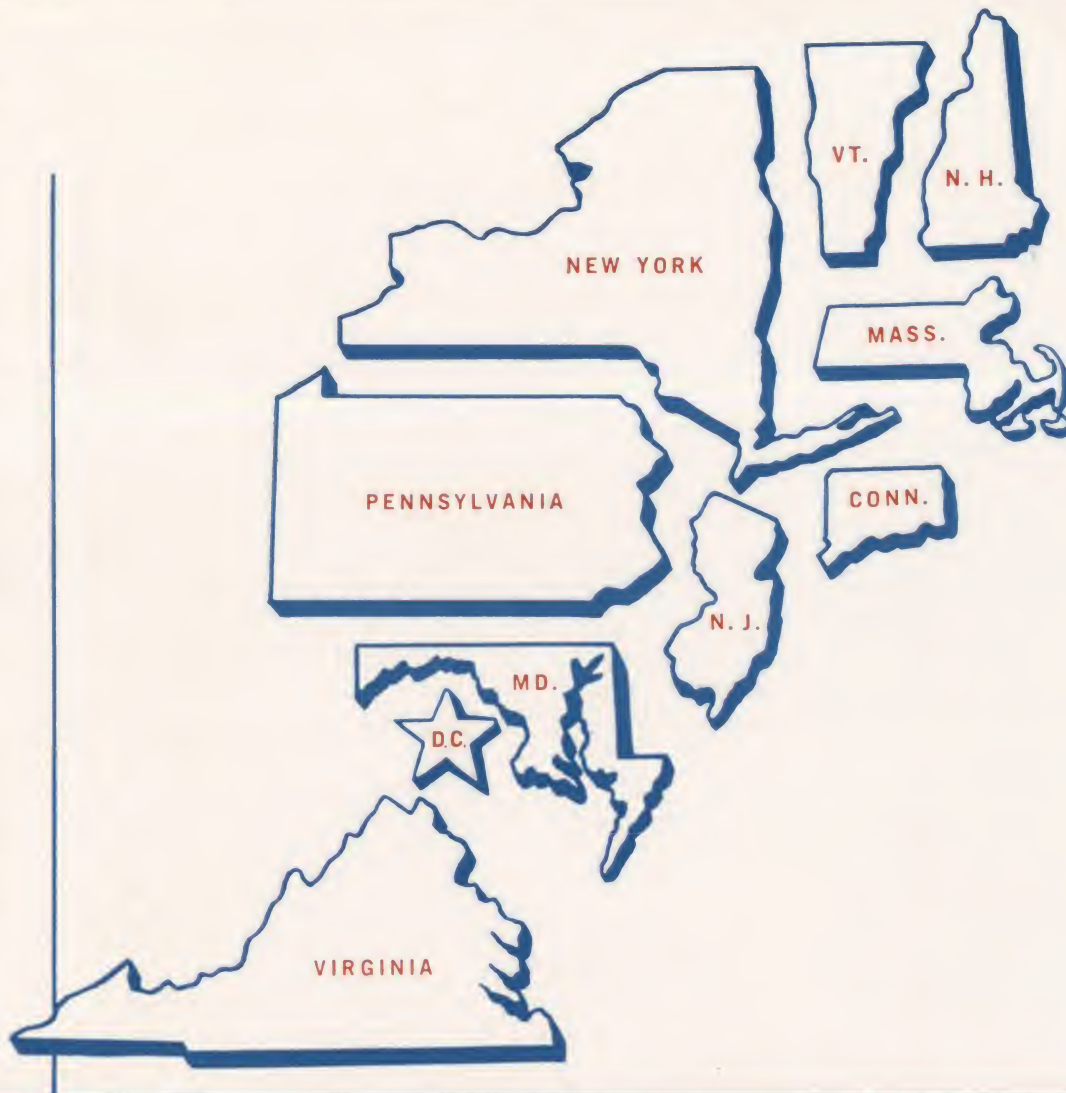 VT.
N. H.
NEW YORK
MASS.
PENNSYLVANIA
CONN.
N. J.
MD.
D.C.
VIRGINIA